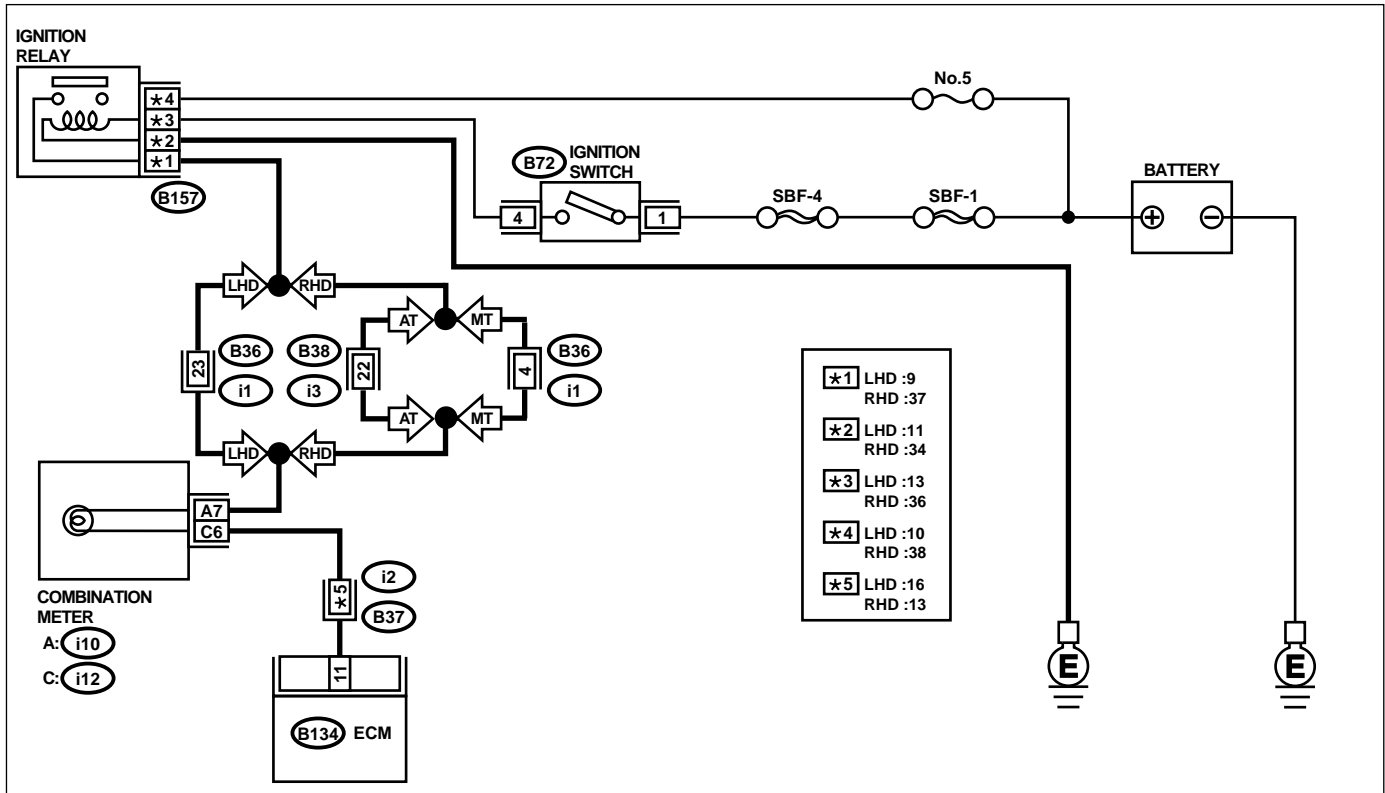 IGNITION
RELAY
*4
*3
*2
*1
B157
No.5
B72
IGNITION
SWITCH
4
1
SBF-4
SBF-1
BATTERY
+
−
LHD
RHD
AT
MT
23
B36
i1
B38
i3
22
4
B36
i1
AT
MT
LHD
RHD
*1 LHD :9
RHD :37
*2 LHD :11
RHD :34
*3 LHD :13
RHD :36
*4 LHD :10
RHD :38
*5 LHD :16
RHD :13
A7
C6
COMBINATION
METER
A: i10
C: i12
*5
i2
B37
11
B134 ECM
E
E